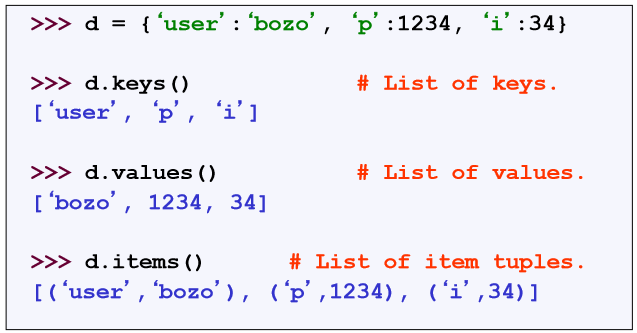 >>> d = {‘user’:‘bozo’, ‘p’:1234, ‘i’:34}
>>> d.keys() # List of keys.
[‘user’, ‘p’, ‘i’]
>>> d.values() # List of values.
[‘bozo’, 1234, 34]
>>> d.items() # List of item tuples.
[(‘user’,‘bozo’), (‘p’,1234), (‘i’,34)]